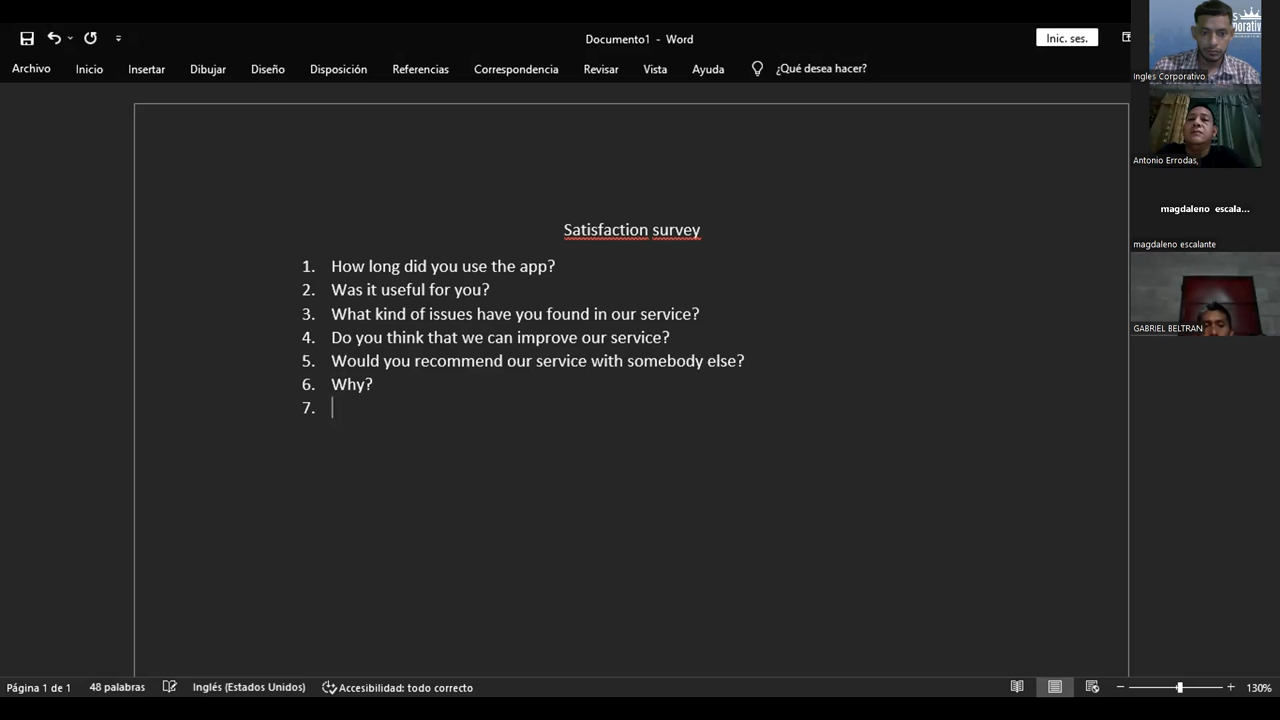 Documento1 - Word
Inic. ses.
Archivo Inicio Insertar Dibujar Diseño Disposición Referencias Correspondencia Revisar Vista Ayuda ¿Qué desea hacer?
Ingles Corporativo
Antonio Errodas,
magdaleno escala...
magdaleno escalante
GABRIEL BELTRAN
Satisfaction survey
1. How long did you use the app?
2. Was it useful for you?
3. What kind of issues have you found in our service?
4. Do you think that we can improve our service?
5. Would you recommend our service with somebody else?
6. Why?
7.
Página 1 de 1 48 palabras Inglés (Estados Unidos) Accesibilidad: todo correcto 130%